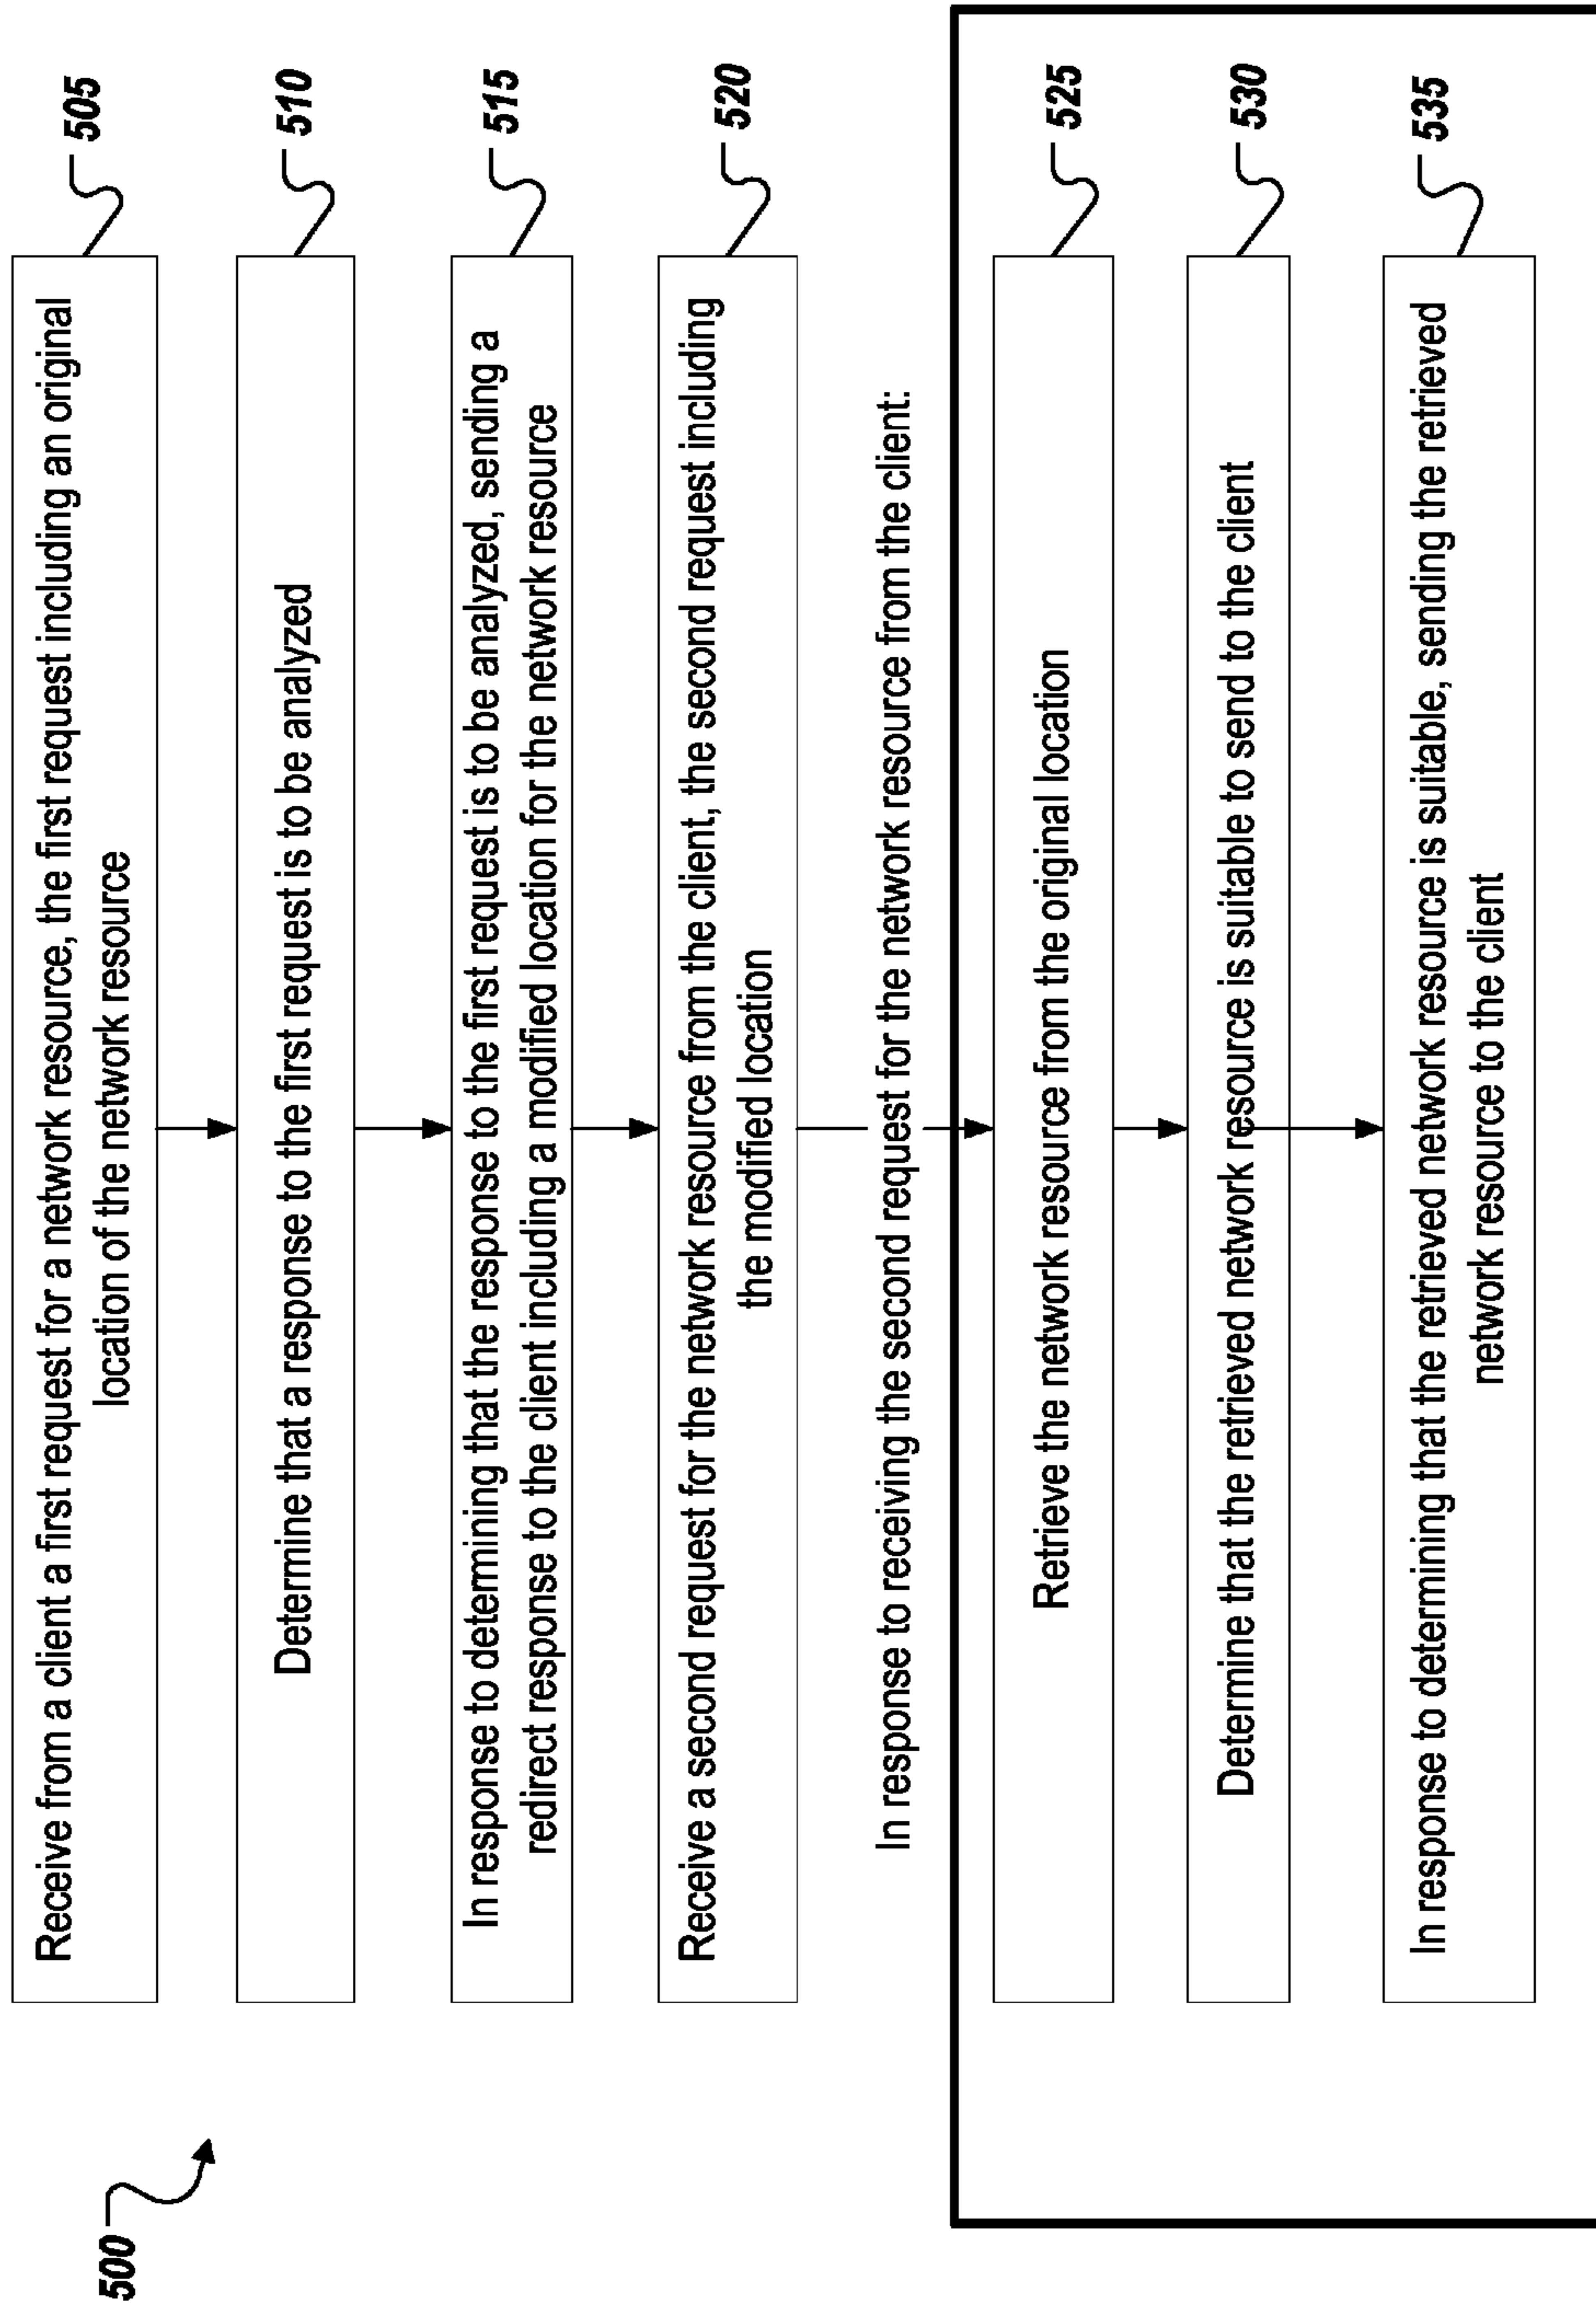 500
Receive from a client a first request for a network resource, the first request including an original
location of the network resource
505
Determine that a response to the first request is to be analyzed
510
In response to determining that the response to the first request is to be analyzed, sending a
redirect response to the client including a modified location for the network resource
515
Receive a second request for the network resource from the client, the second request including
the modified location
520
In response to receiving the second request for the network resource from the client:
Retrieve the network resource from the original location
525
Determine that the retrieved network resource is suitable to send to the client
530
In response to determining that the retrieved network resource is suitable, sending the retrieved
network resource to the client
535